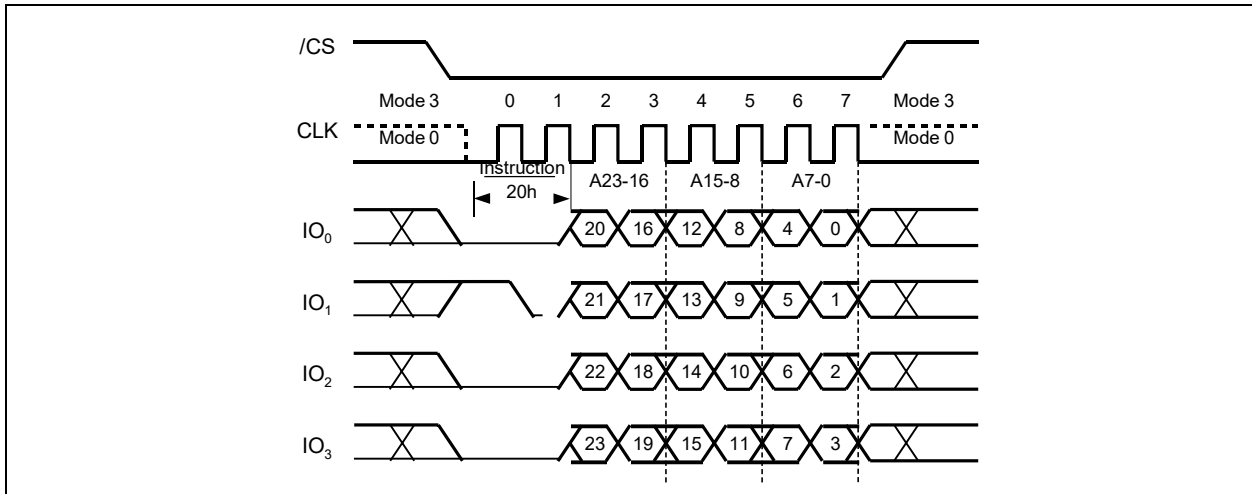 /CS
Mode 3 0 1 2 3 4 5 6 7 Mode 3
CLK Mode 0 Mode 0
Instruction
20h A23-16 A15-8 A7-0
IO0 20 16 12 8 4 0
IO1 21 17 13 9 5 1
IO2 22 18 14 10 6 2
IO3 23 19 15 11 7 3